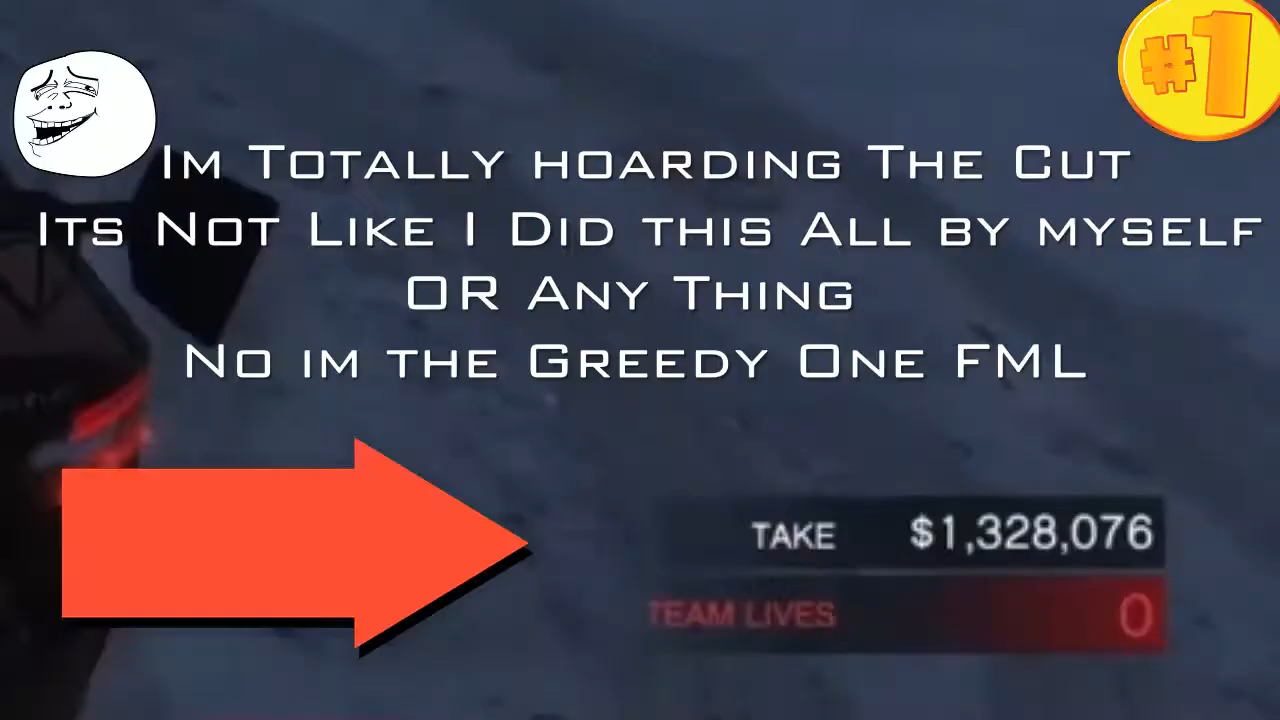 #1
Im Totally hoarding The Cut
Its Not Like I Did this All by myself
OR Any Thing
No im the Greedy One FML
TAKE $1,328,076
TEAM LIVES 0